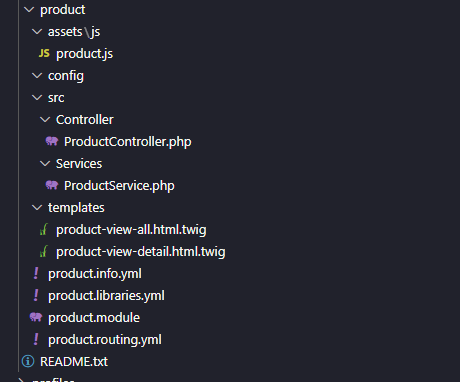 product
assets\js
JS product.js
config
src
Controller
ProductController.php
Services
ProductService.php
templates
product-view-all.html.twig
product-view-detail.html.twig
! product.info.yml
! product.libraries.yml
product.module
! product.routing.yml
README.txt
profiles